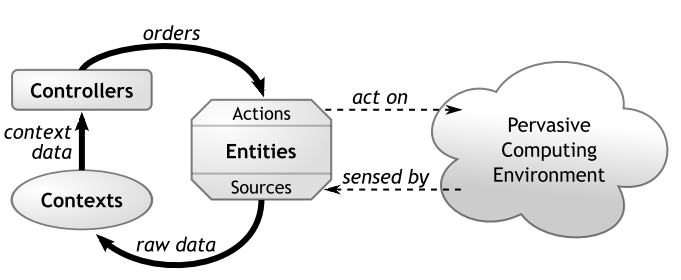 orders
Controllers
Actions
act on
Pervasive
Computing
Environment
context
data
Entities
Sources
sensed by
Contexts
raw data